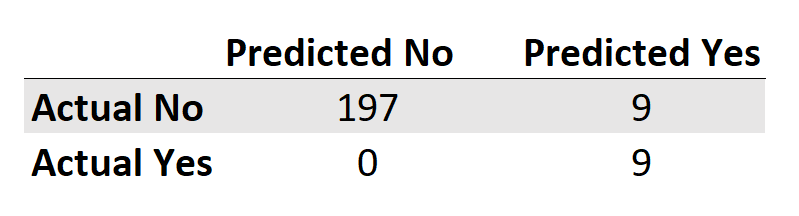 Predicted No Predicted Yes
Actual No 197 9
Actual Yes 0 9